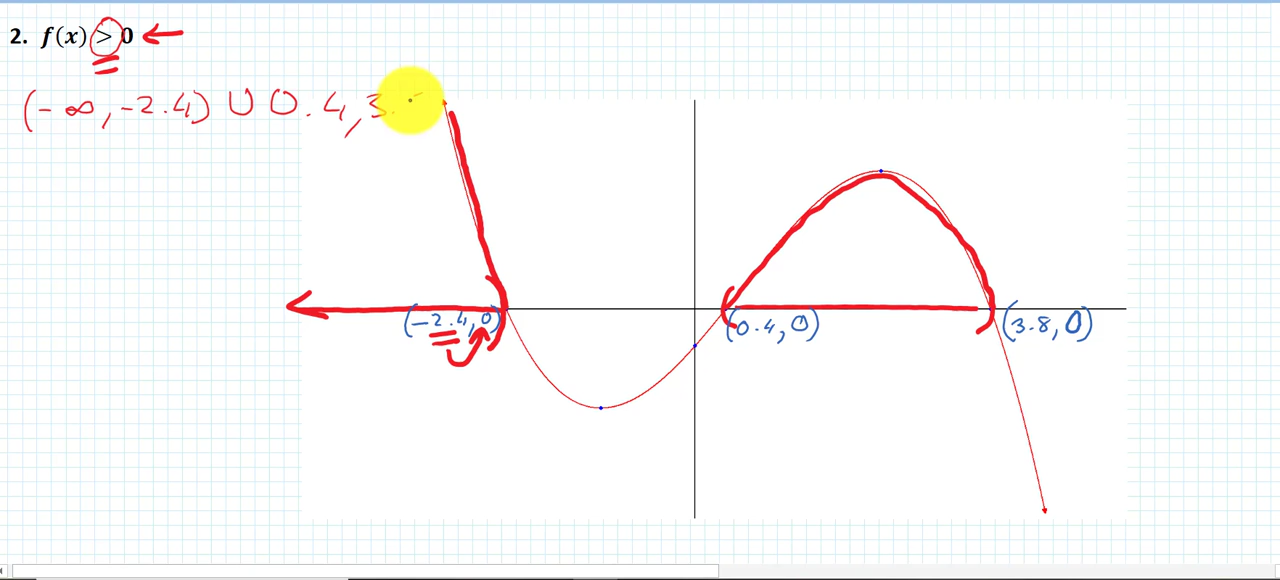 2. f(x) > 0
(-∞, -2.4) ∪ 0.4, 3.
(-2.4, 0)
(0.4, 0)
(3.8, 0)